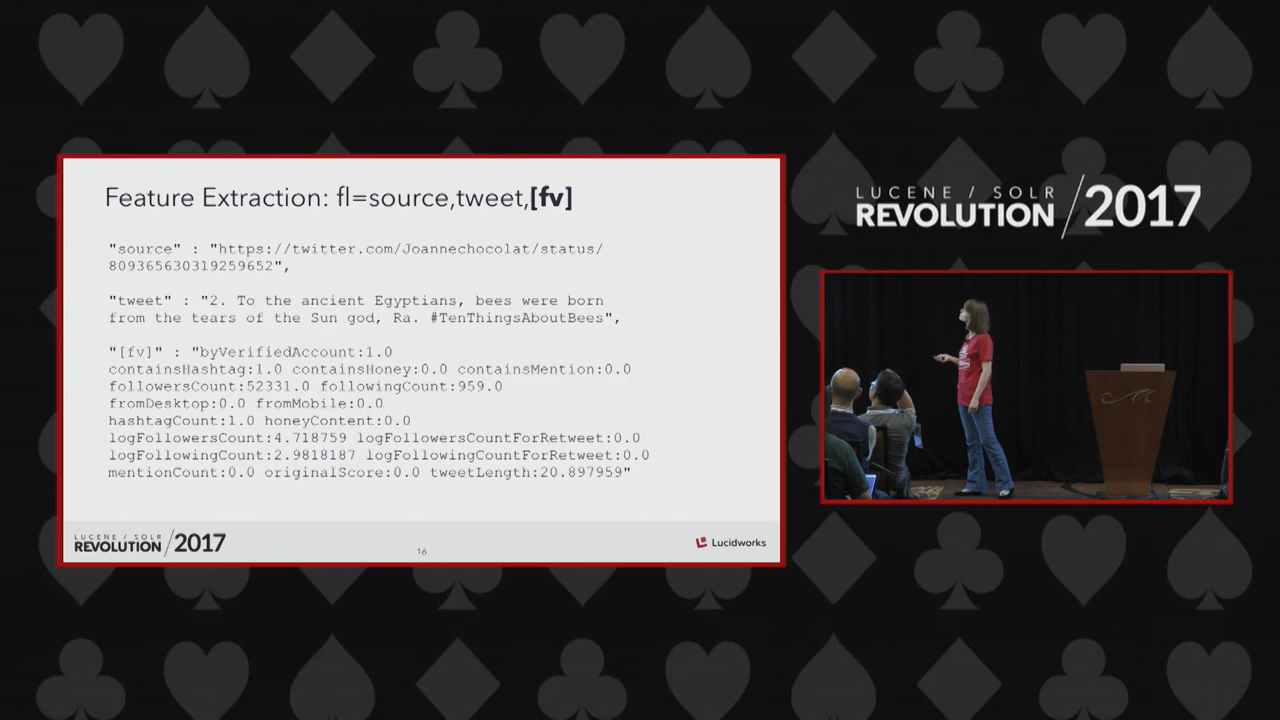 Feature Extraction: fl=source,tweet,[fv]
"source" : "https://twitter.com/Joannechocolat/status/
809365630319259652",
"tweet" : "2. To the ancient Egyptians, bees were born
from the tears of the Sun god, Ra. #TenThingsAboutBees",
"[fv]" : "byVerifiedAccount:1.0
containsHashtag:1.0 containsHoney:0.0 containsMention:0.0
followersCount:52331.0 followingCount:959.0
fromDesktop:0.0 fromMobile:0.0
hashtagCount:1.0 honeyContent:0.0
logFollowersCount:4.718759 logFollowersCountForRetweet:0.0
logFollowingCount:2.9818187 logFollowingCountForRetweet:0.0
mentionCount:0.0 originalScore:0.0 tweetLength:20.897959"
LUCENE / SOLR
REVOLUTION /2017
16
Lucidworks
LUCENE / SOLR
REVOLUTION /2017